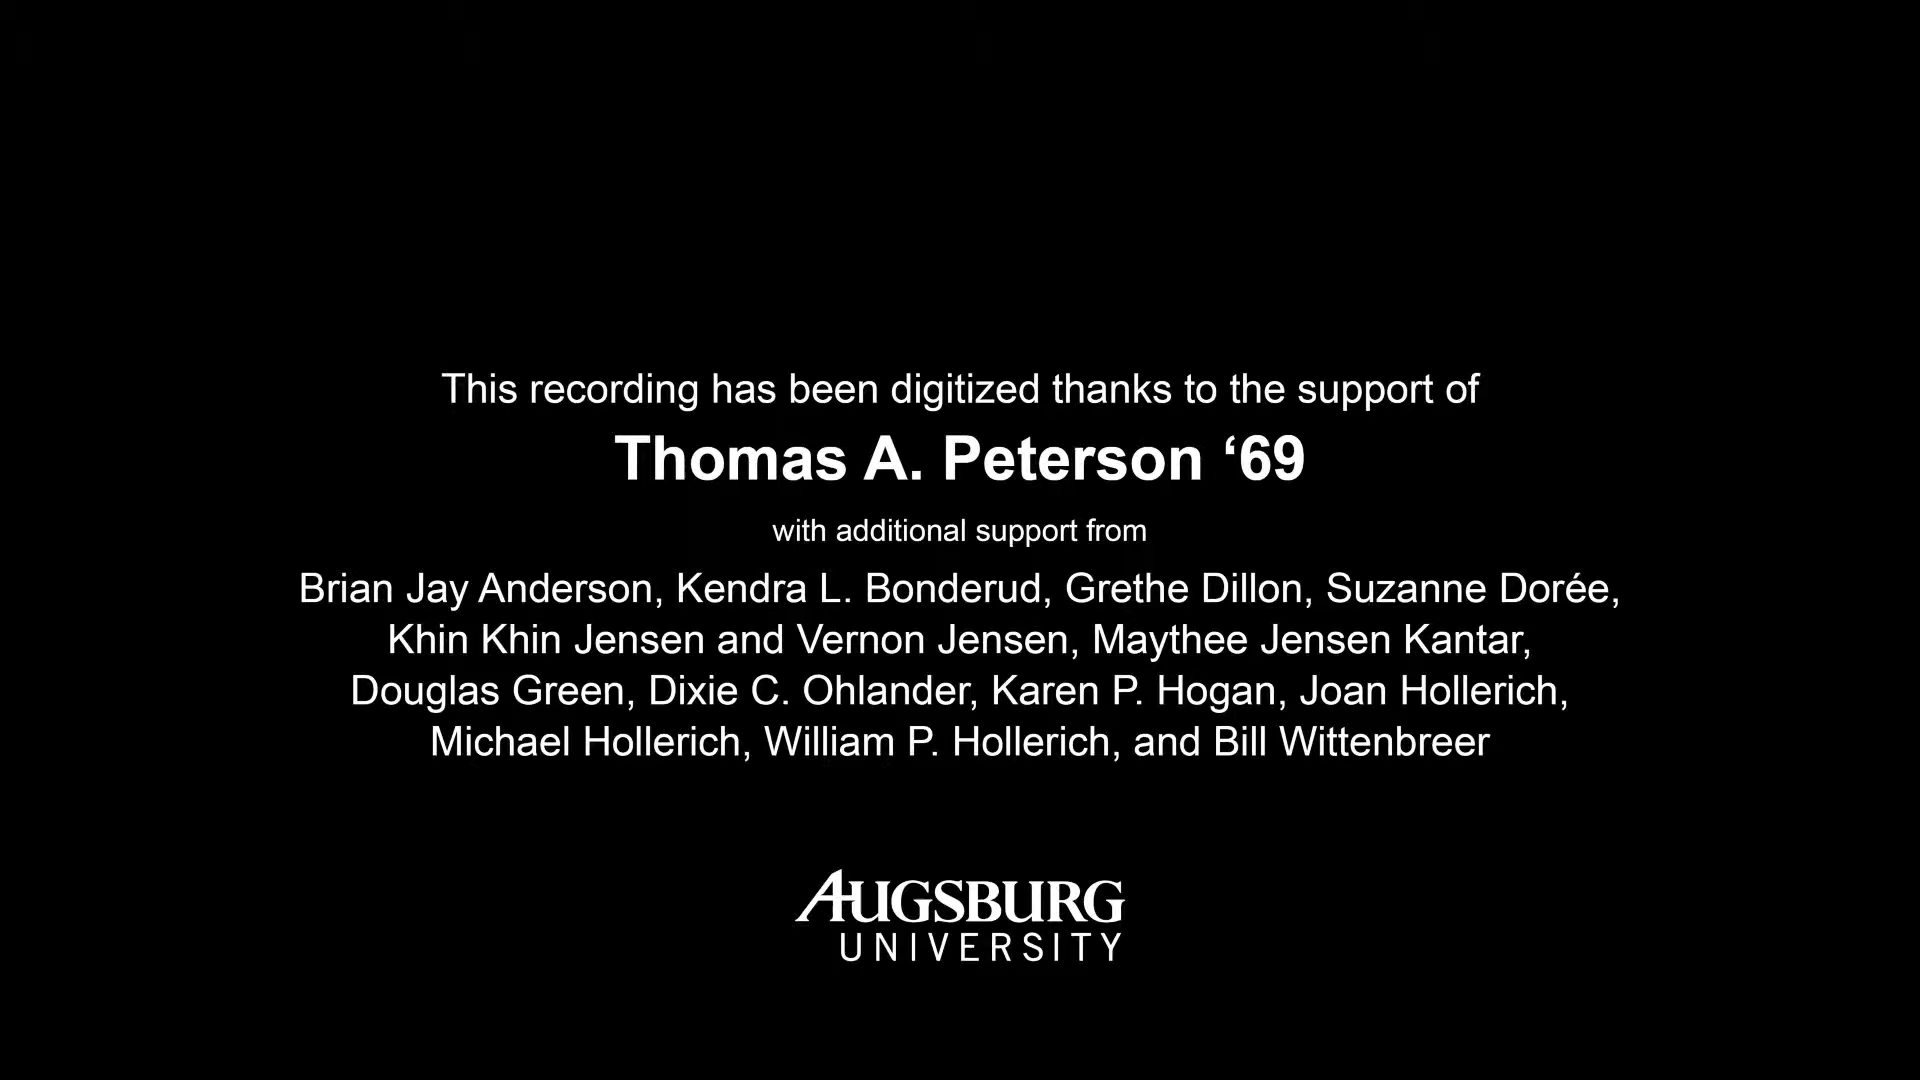 This recording has been digitized thanks to the support of
Thomas A. Peterson ‘69
with additional support from
Brian Jay Anderson, Kendra L. Bonderud, Grethe Dillon, Suzanne Dorée,
Khin Khin Jensen and Vernon Jensen, Maythee Jensen Kantar,
Douglas Green, Dixie C. Ohlander, Karen P. Hogan, Joan Hollerich,
Michael Hollerich, William P. Hollerich, and Bill Wittenbreer
AUGSBURG
UNIVERSITY